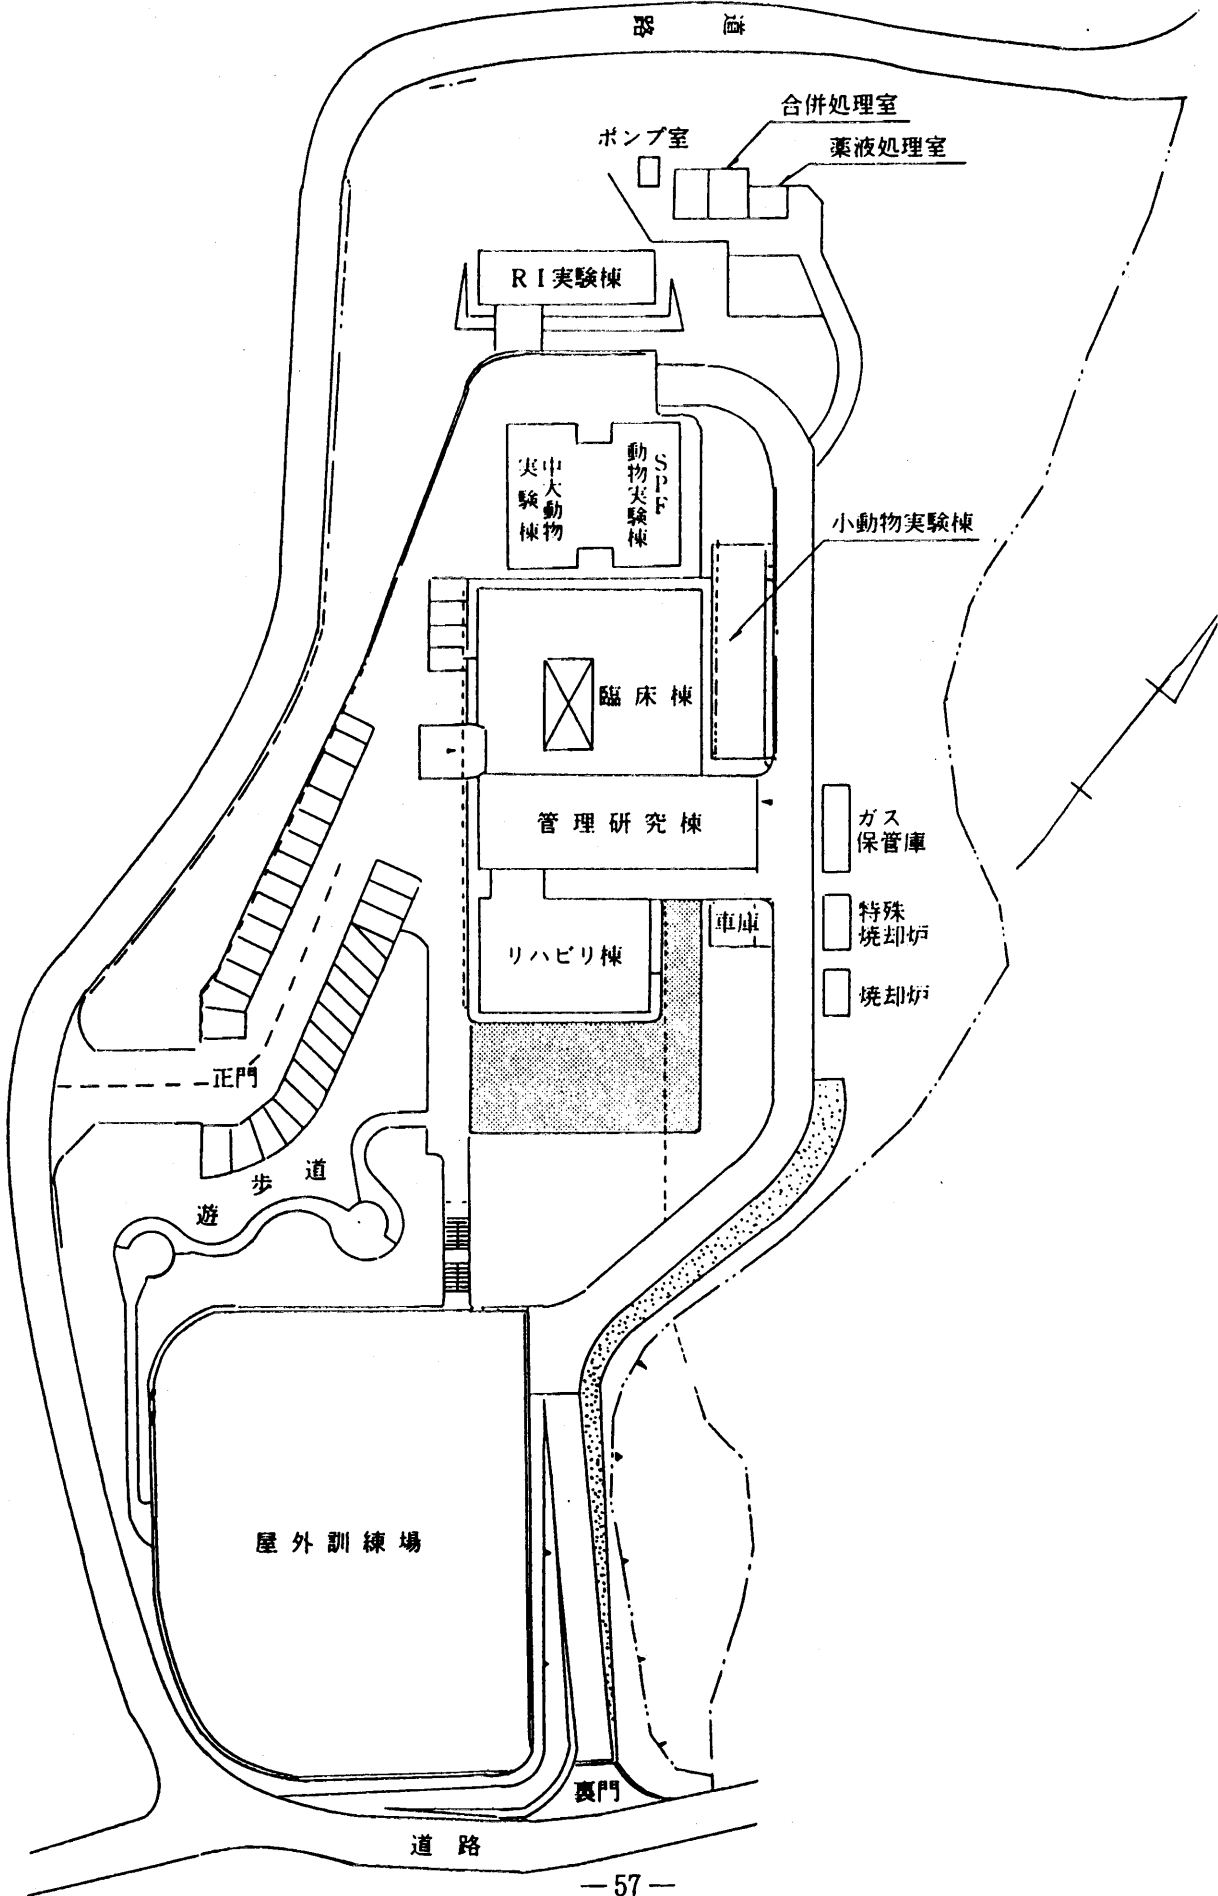 道路
合併処理室
ポンプ室
薬液処理室
RI実験棟
中大動物
実験棟
SPF
動物実験棟
小動物実験棟
臨床棟
管理研究棟
ガス
保管庫
特殊
焼却炉
車庫
リハビリ棟
焼却炉
正門
遊歩道
屋外訓練場
裏門
道路
—57—